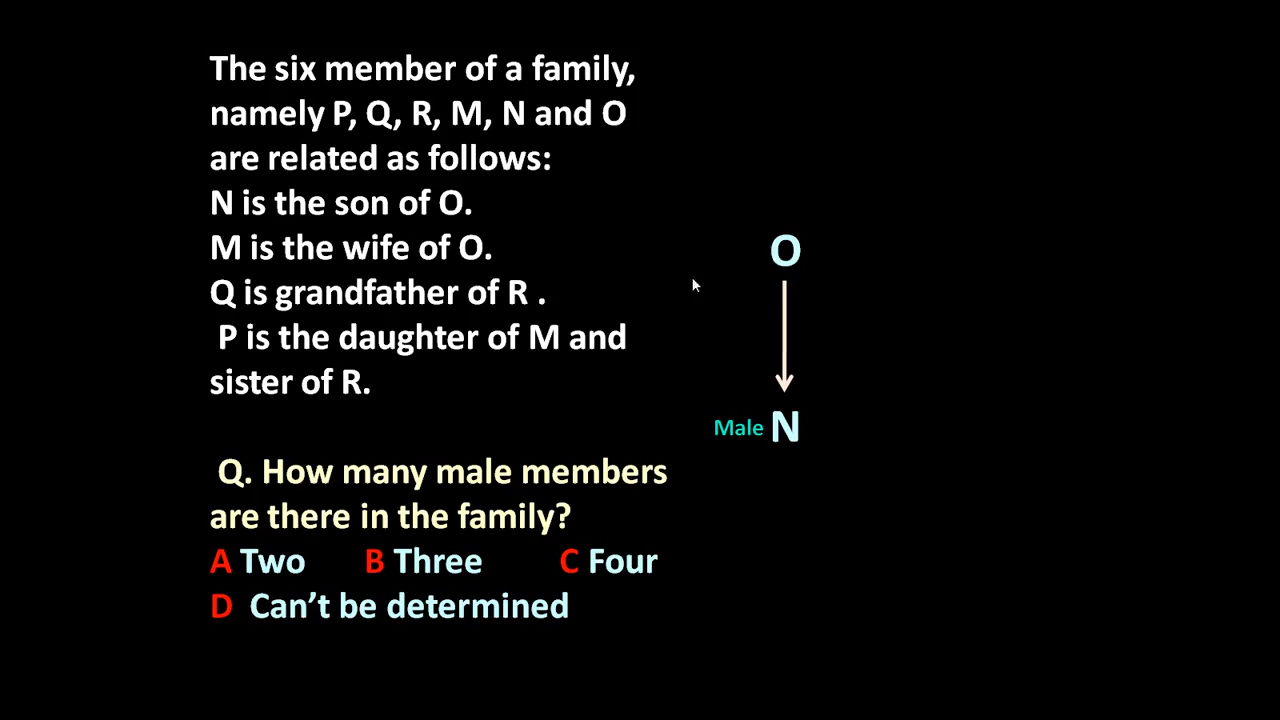 The six member of a family,
namely P, Q, R, M, N and O
are related as follows:
N is the son of O.
M is the wife of O.
Q is grandfather of R .
P is the daughter of M and
sister of R.
Q. How many male members
are there in the family?
A Two B Three C Four
D Can't be determined
O
Male N